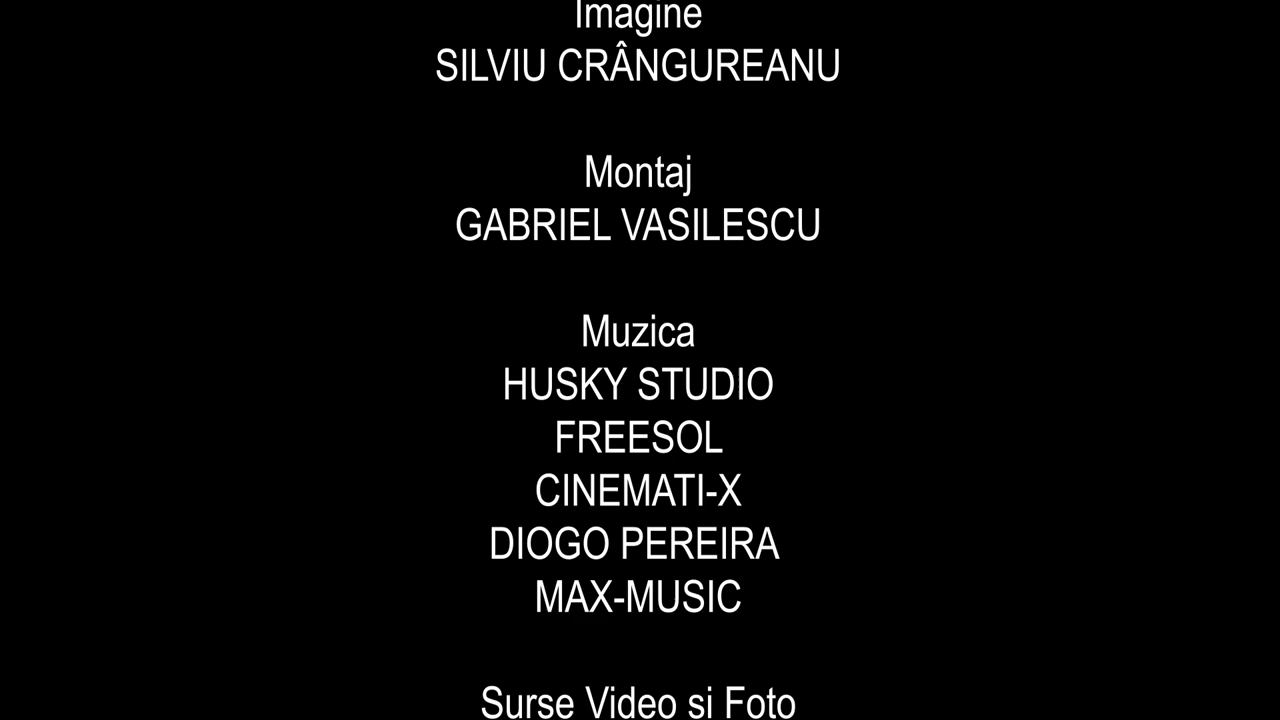 Imagine
SILVIU CRÂNGUREANU
Montaj
GABRIEL VASILESCU
Muzica
HUSKY STUDIO
FREESOL
CINEMATI-X
DIOGO PEREIRA
MAX-MUSIC
Surse Video si Foto